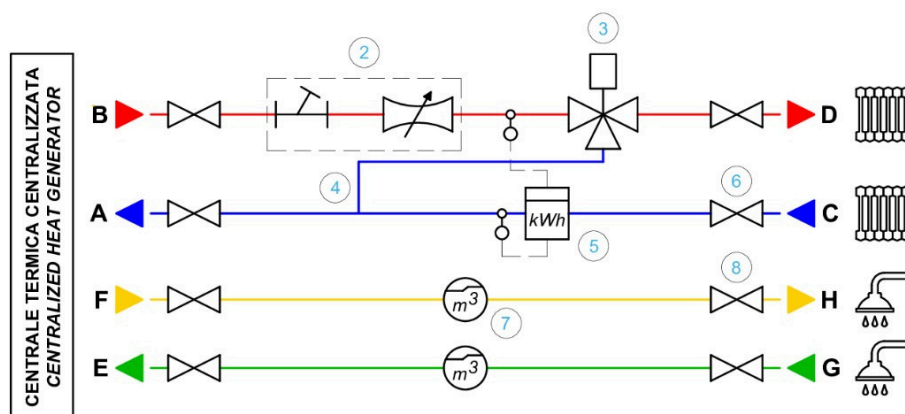 CENTRALE TERMICA CENTRALIZZATA
CENTRALIZED HEAT GENERATOR
2
3
B
D
4
6
A
kWh
C
5
8
F
m³
H
7
E
m³
G